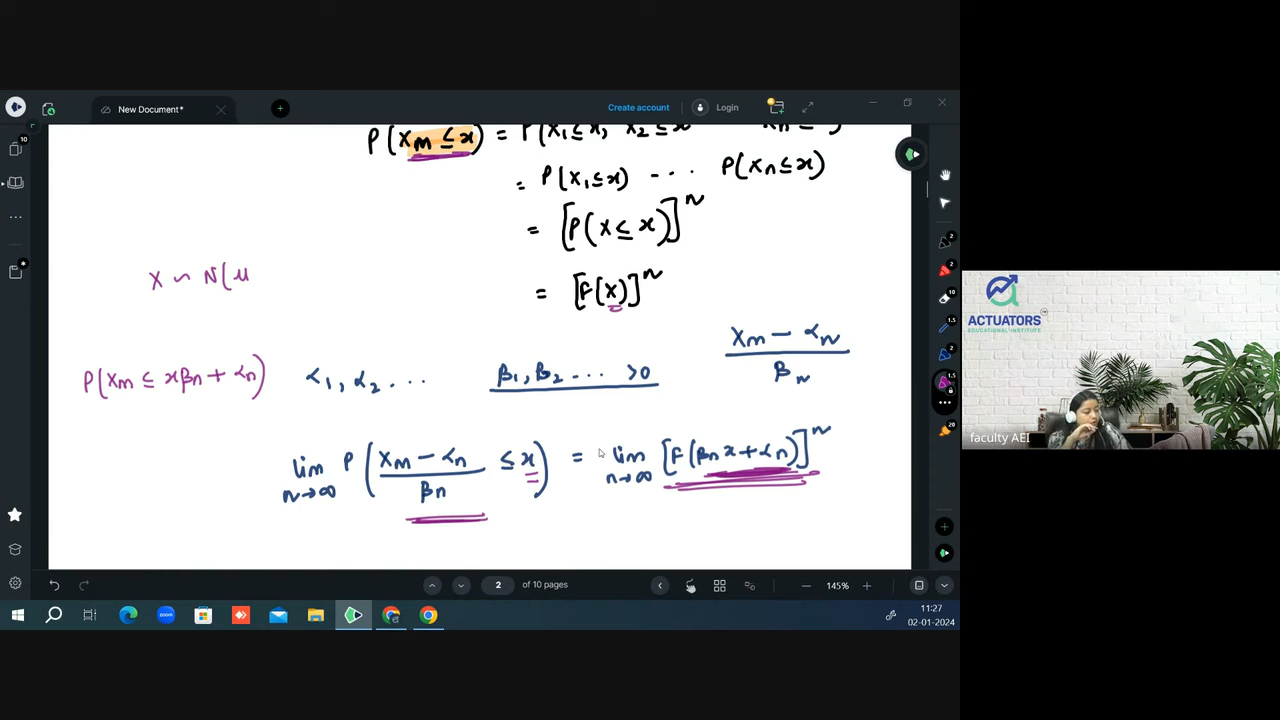 New Document*
Create account
Login
P(Xm ≤ x) = P(X1 ≤ x, X2 ≤ x
= P(X1 ≤ x) - . . . P(Xn ≤ x)
= [P(X ≤ x)]^n
= [F(x)]^n
X ~ N(μ
Xm - αn
βn
P(Xm ≤ xβn + αn)
α1, α2 . . .
β1, β2 . . . >0
lim n→∞ P( (Xm - αn) / βn ≤ x ) = lim n→∞ [F(βn x + αn)]^n
ACTUATORS
EDUCATIONAL INSTITUTE
faculty AEI
2 of 10 pages
145%
11:27
02-01-2024